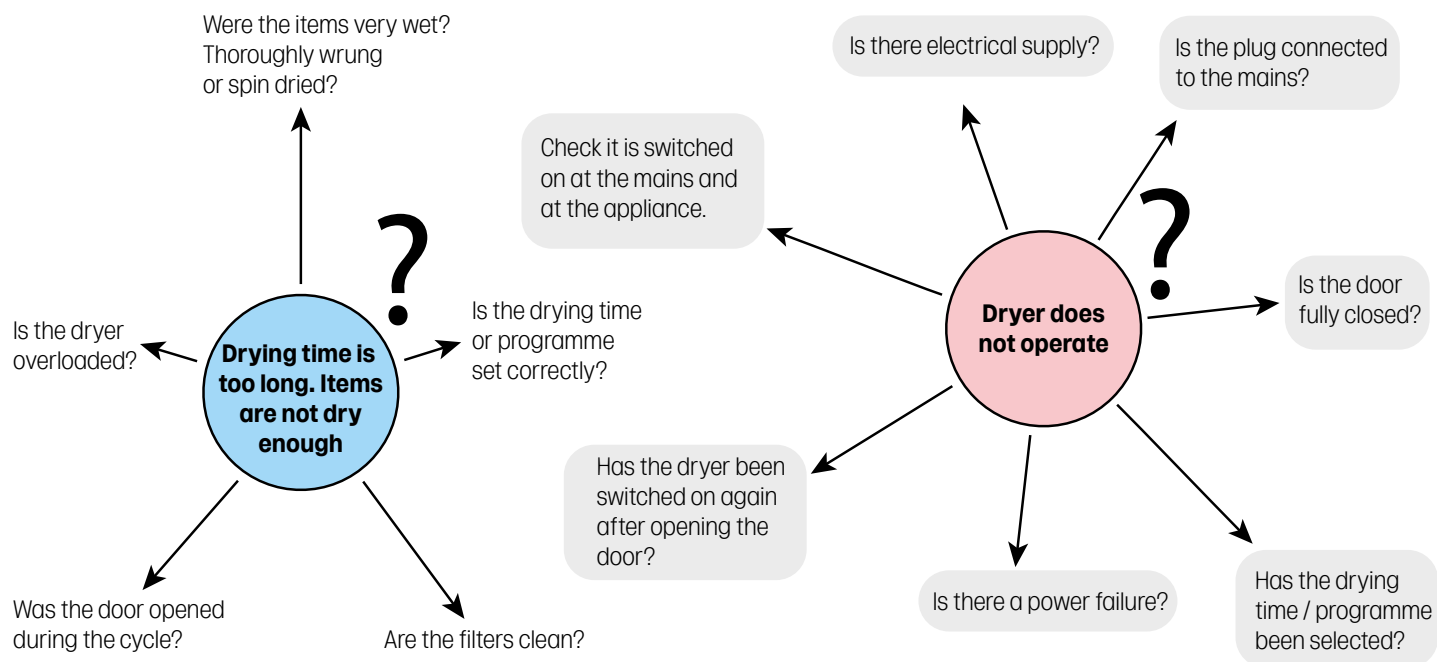 Were the items very wet?
Thoroughly wrung
or spin dried?
?
Is the dryer
overloaded?
Drying time is
too long. Items
are not dry
enough
Is the drying time
or programme
set correctly?
Was the door opened
during the cycle?
Are the filters clean?
Is there electrical supply?
Is the plug connected
to the mains?
Check it is switched
on at the mains and
at the appliance.
?
Dryer does
not operate
Is the door
fully closed?
Has the dryer been
switched on again
after opening the
door?
Is there a power failure?
Has the drying
time / programme
been selected?